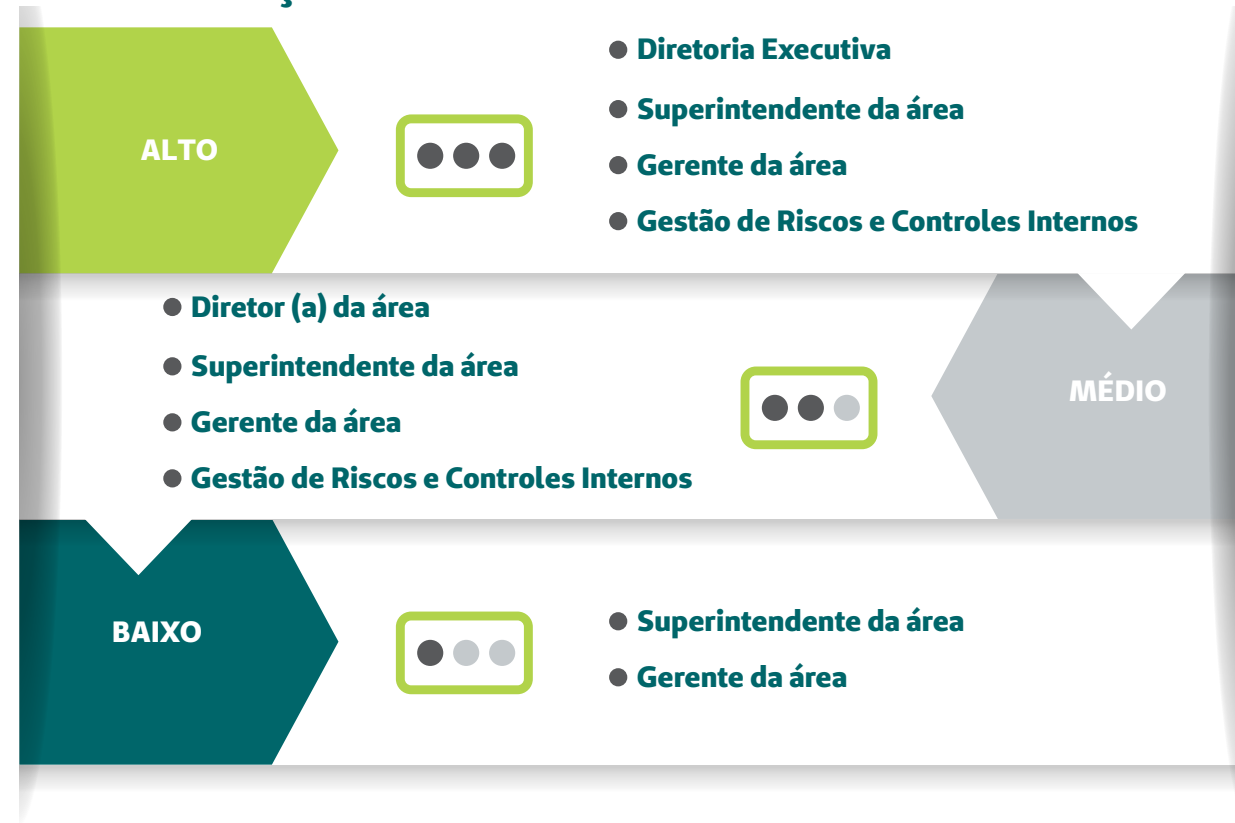 ALTO
Diretoria Executiva
Superintendente da área
Gerente da área
Gestão de Riscos e Controles Internos
Diretor (a) da área
Superintendente da área
Gerente da área
Gestão de Riscos e Controles Internos
MÉDIO
BAIXO
Superintendente da área
Gerente da área